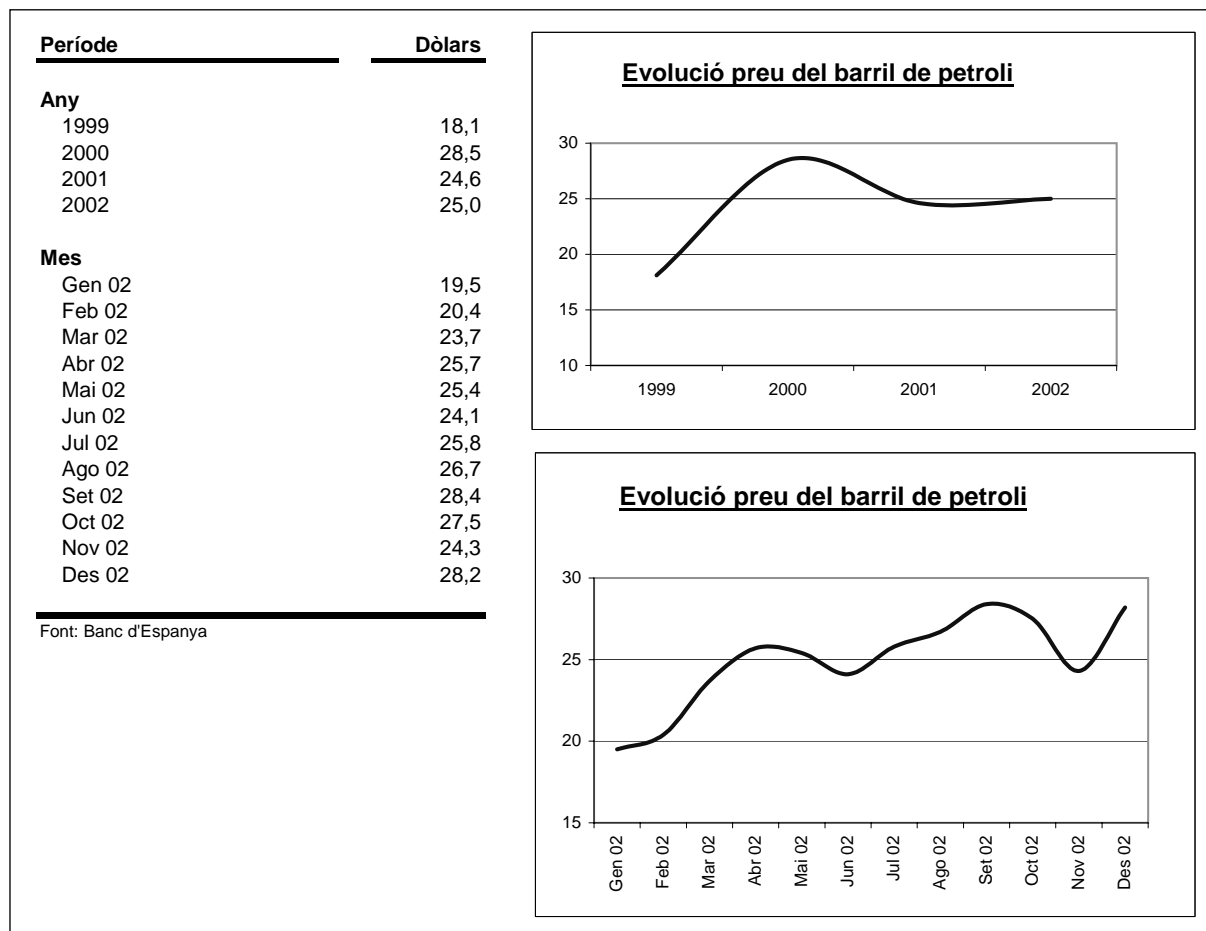 Període Dòlars
Any
1999 18,1
2000 28,5
2001 24,6
2002 25,0
Mes
Gen 02 19,5
Feb 02 20,4
Mar 02 23,7
Abr 02 25,7
Mai 02 25,4
Jun 02 24,1
Jul 02 25,8
Ago 02 26,7
Set 02 28,4
Oct 02 27,5
Nov 02 24,3
Des 02 28,2
Font: Banc d'Espanya
Evolució preu del barril de petroli
30
25
20
15
10
1999 2000 2001 2002
Evolució preu del barril de petroli
30
25
20
15
Gen 02
Feb 02
Mar 02
Abr 02
Mai 02
Jun 02
Jul 02
Ago 02
Set 02
Oct 02
Nov 02
Des 02